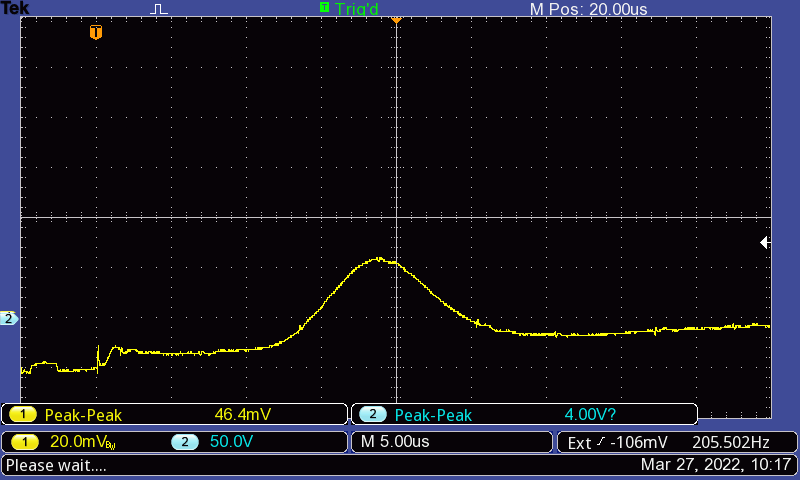 Tek T Trig'd M Pos: 20.00us
T
2
1 Peak-Peak 46.4mV 2 Peak-Peak 4.00V?
1 20.0mVBW 2 50.0V M 5.00us Ext -106mV 205.502Hz
Please wait.... Mar 27, 2022, 10:17